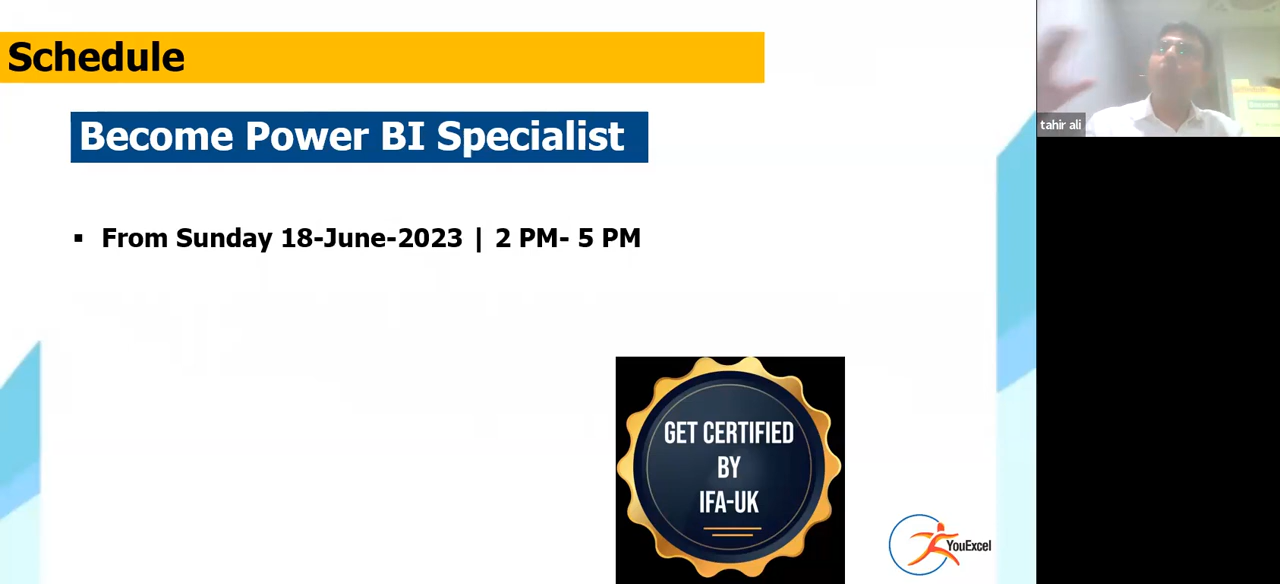 Schedule
Become Power BI Specialist
▪ From Sunday 18-June-2023 | 2 PM- 5 PM
GET CERTIFIED
BY
IFA-UK
YouExcel
tahir ali